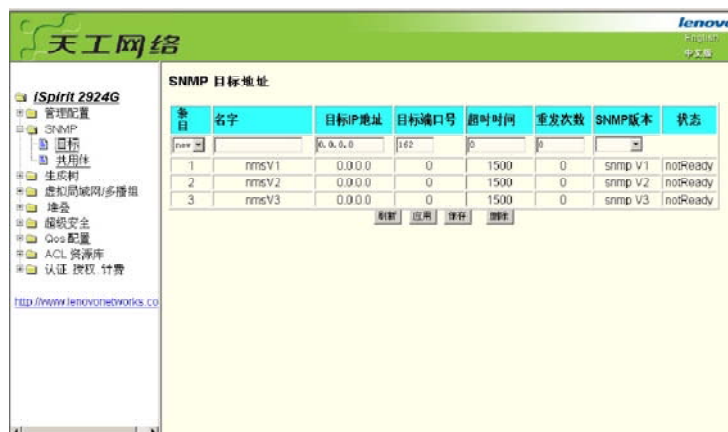 天工网络
lenovo
English
中文版
iSpirit 2924G
管理配置
SNMP
目标
共用体
生成树
虚拟局域网/多播组
堆叠
超级安全
Qos 配置
ACL 资源库
认证 授权 计费
http://www.lenovonetworks.co
SNMP 目标地址
条目 名字 目标IP地址 目标端口号 超时时间 重发次数 SNMP版本 状态
new 0.0.0.0 162 0 0
1 nmsV1 0.0.0.0 0 1500 0 snmp V1 notReady
2 nmsV2 0.0.0.0 0 1500 0 snmp V2 notReady
3 nmsV3 0.0.0.0 0 1500 0 snmp V3 notReady
刷新 应用 保存 删除